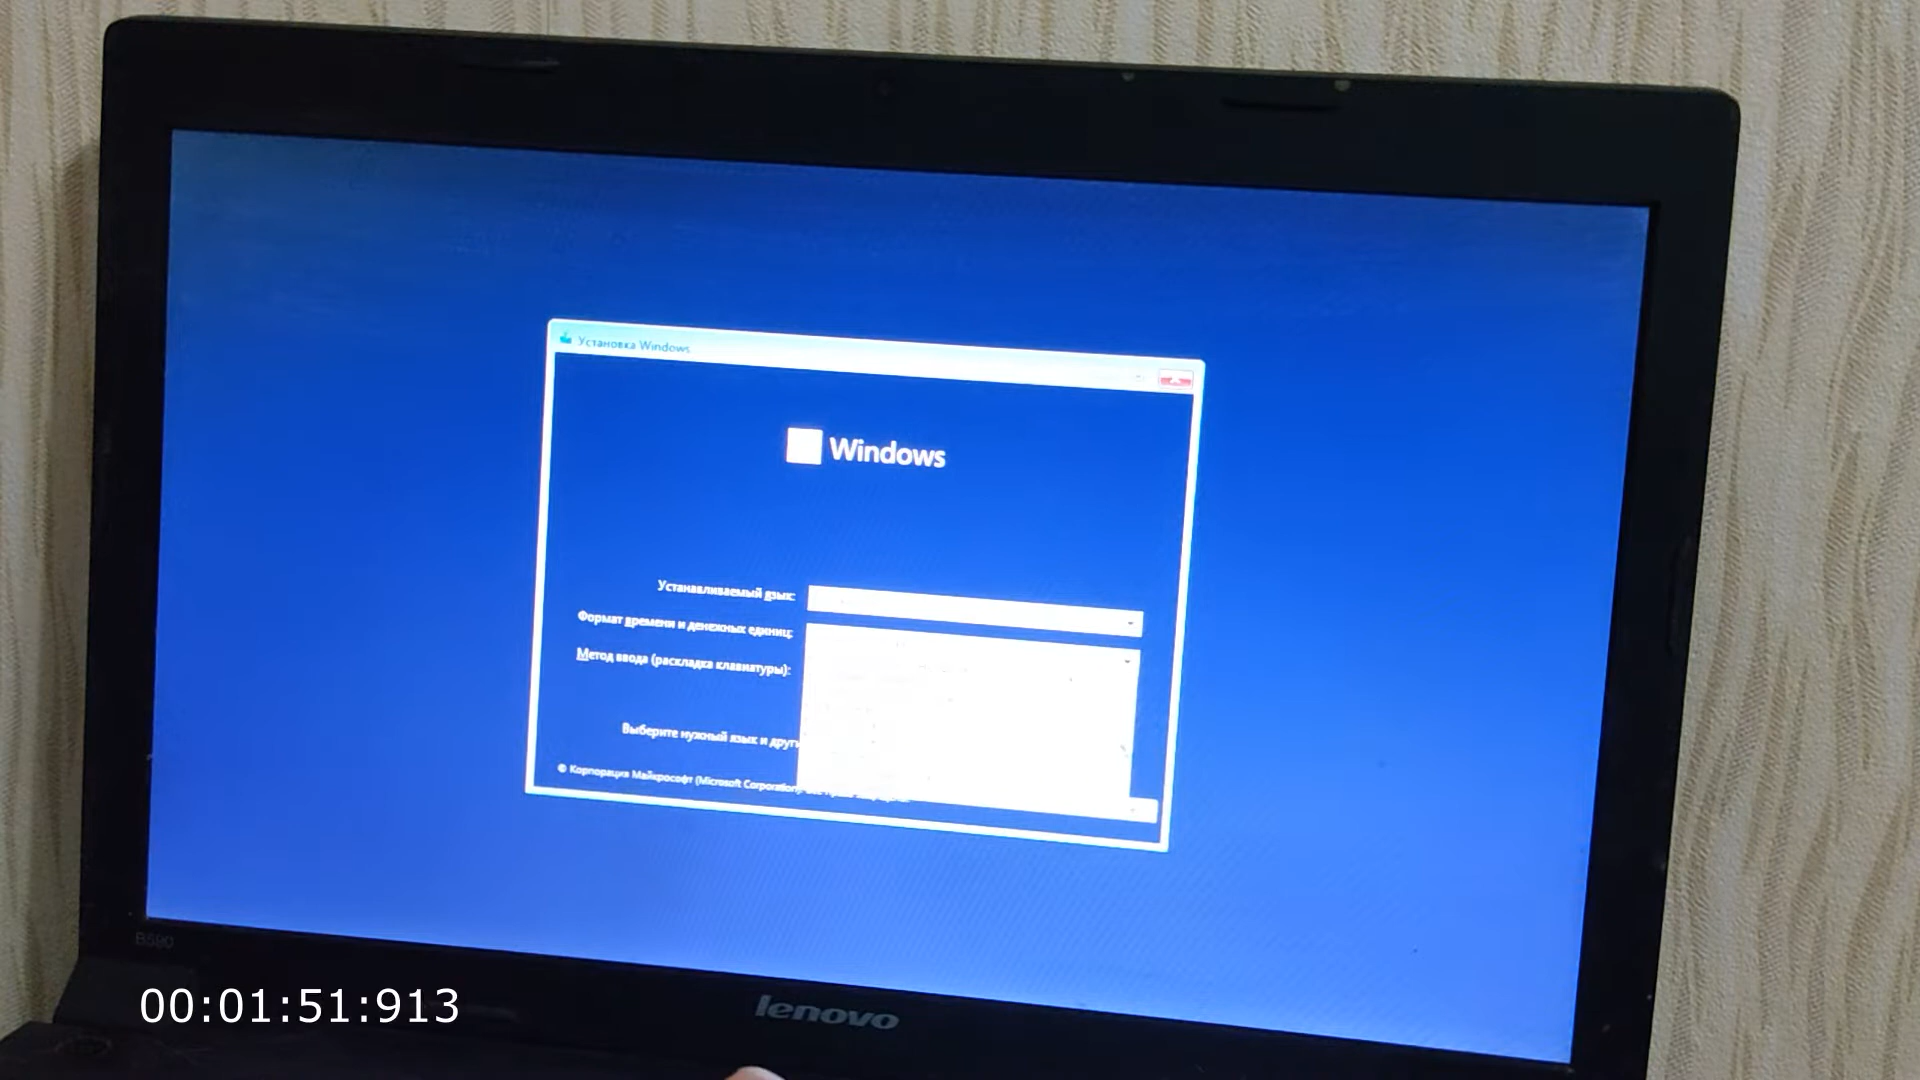 Установка Windows
Windows
Устанавливаемый язык:
Формат времени и денежных единиц:
Метод ввода (раскладка клавиатуры):
Выберите нужный язык и
© Корпорация Майкрософт (Microsoft Corporation).
B590
00:01:51:913
lenovo